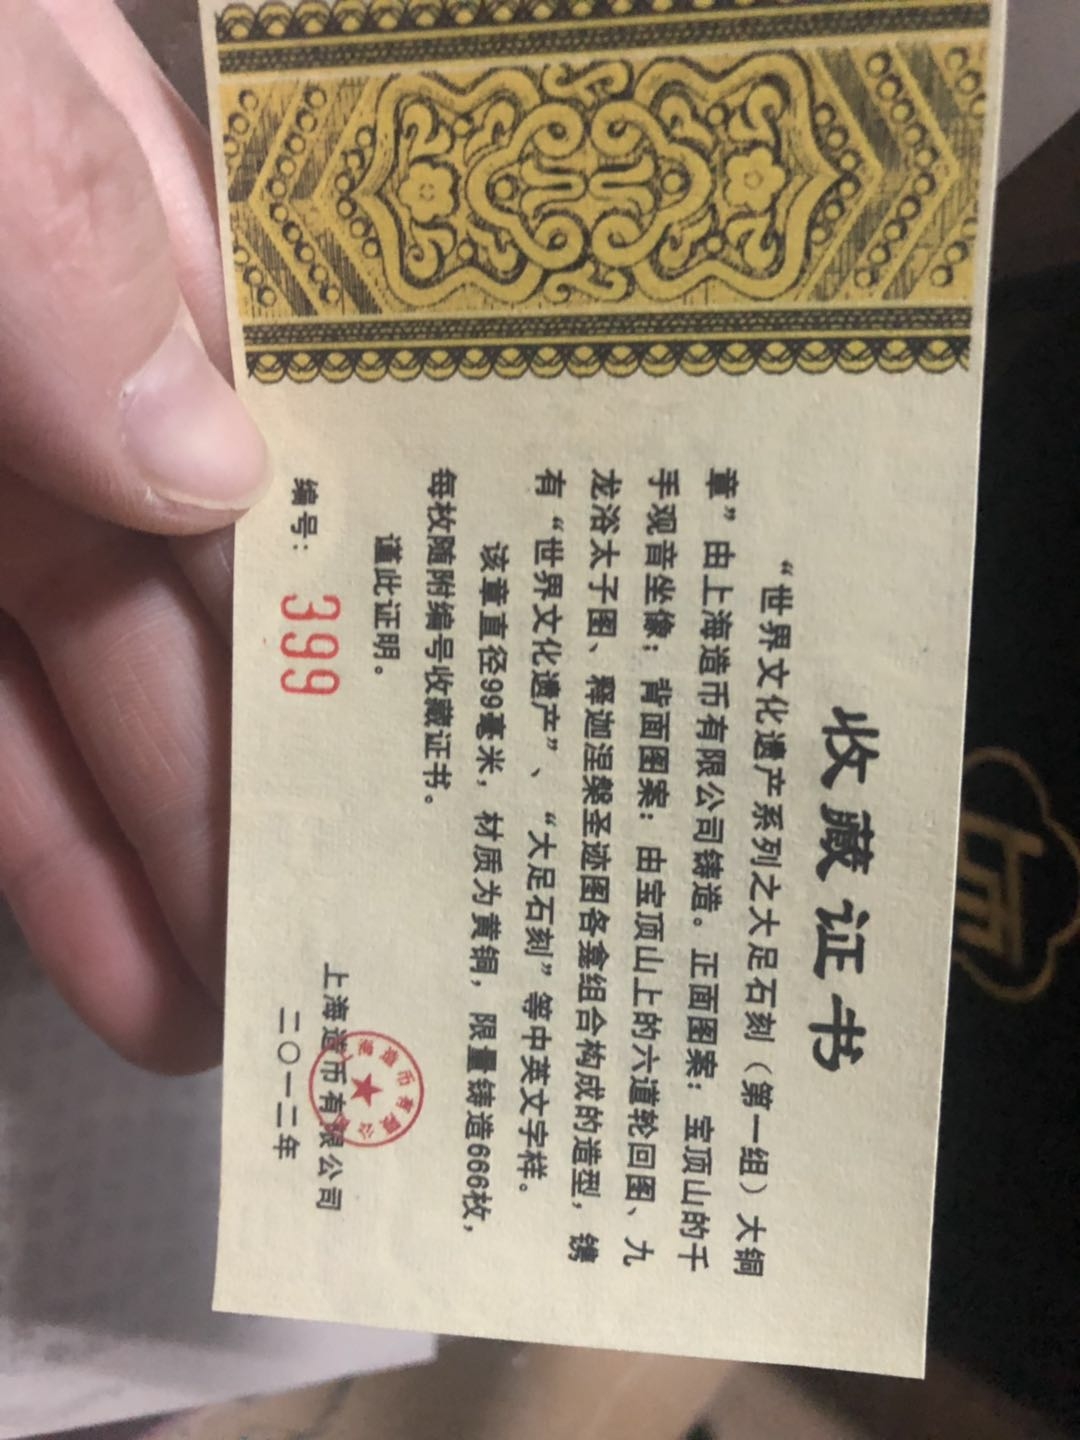 收藏证书
“世界文化遗产系列之大足石刻（第一组）大铜
章”由上海造币有限公司铸造。正面图案：宝顶山的千
手观音坐像；背面图案：由宝顶山上的六道轮回图、九
龙浴太子图、释迦涅槃圣迹图各龛组合构成的造型，镌
有“世界文化遗产”、“大足石刻”等中英文字样。
该章直径99毫米，材质为黄铜，限量铸造666枚，
每枚随附编号收藏证书。
谨此证明。
编号：399
上海造币有限公司
二〇一二年